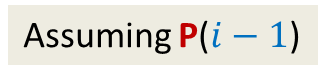 Assuming P(i − 1)